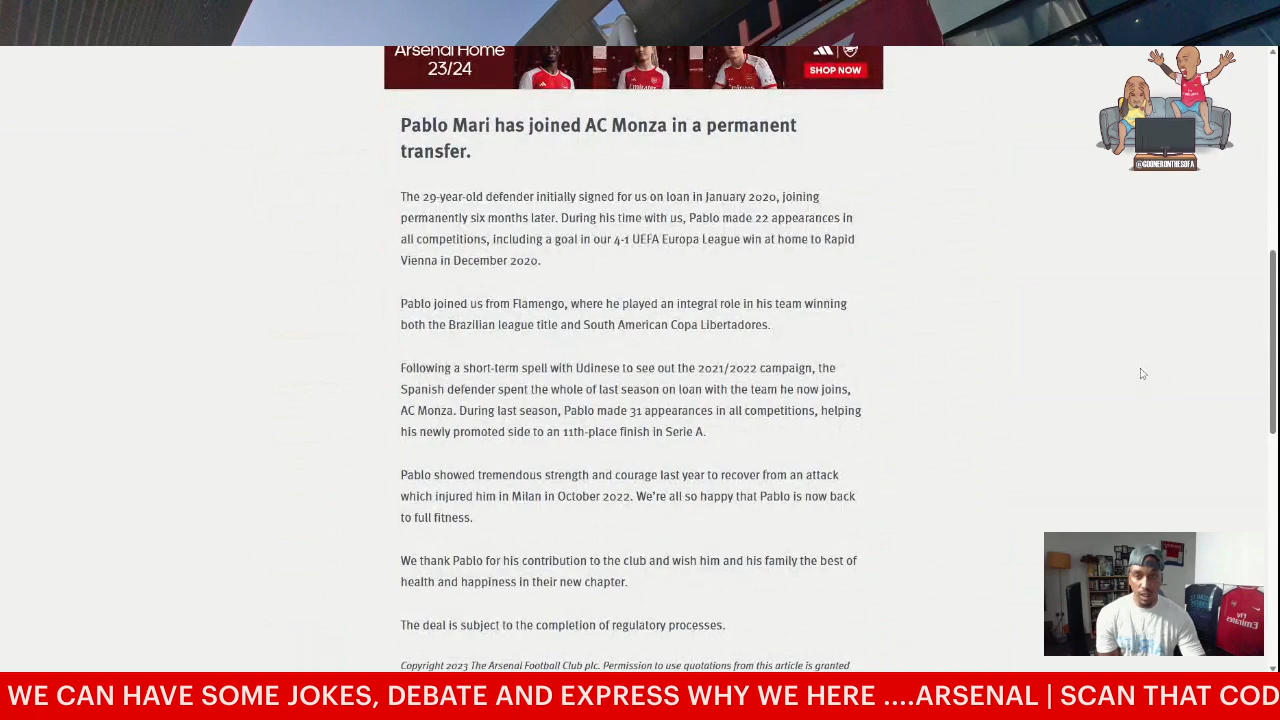 Arsenal Home
23/24
SHOP NOW
Pablo Mari has joined AC Monza in a permanent
transfer.
The 29-year-old defender initially signed for us on loan in January 2020, joining
permanently six months later. During his time with us, Pablo made 22 appearances in
all competitions, including a goal in our 4-1 UEFA Europa League win at home to Rapid
Vienna in December 2020.
Pablo joined us from Flamengo, where he played an integral role in his team winning
both the Brazilian league title and South American Copa Libertadores.
Following a short-term spell with Udinese to see out the 2021/2022 campaign, the
Spanish defender spent the whole of last season on loan with the team he now joins,
AC Monza. During last season, Pablo made 31 appearances in all competitions, helping
his newly promoted side to an 11th-place finish in Serie A.
Pablo showed tremendous strength and courage last year to recover from an attack
which injured him in Milan in October 2022. We're all so happy that Pablo is now back
to full fitness.
We thank Pablo for his contribution to the club and wish him and his family the best of
health and happiness in their new chapter.
The deal is subject to the completion of regulatory processes.
Copyright 2023 The Arsenal Football Club plc. Permission to use quotations from this article is granted
@GOONERONTHESOFA
WE CAN HAVE SOME JOKES, DEBATE AND EXPRESS WHY WE HERE ....ARSENAL | SCAN THAT COD